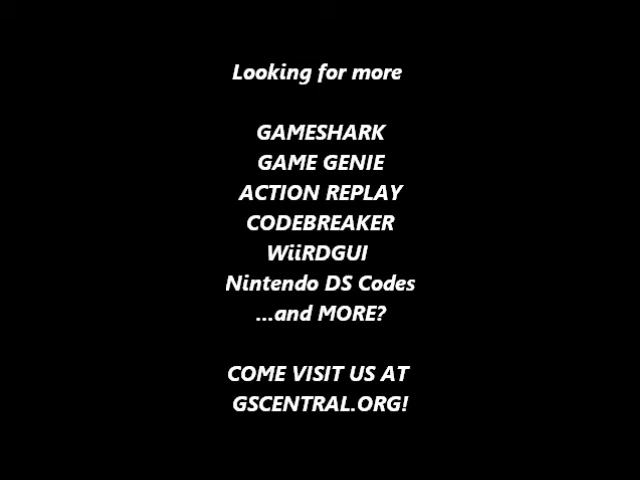 Looking for more
GAMESHARK
GAME GENIE
ACTION REPLAY
CODEBREAKER
WiiRDGUI
Nintendo DS Codes
...and MORE?
COME VISIT US AT
GSCENTRAL.ORG!